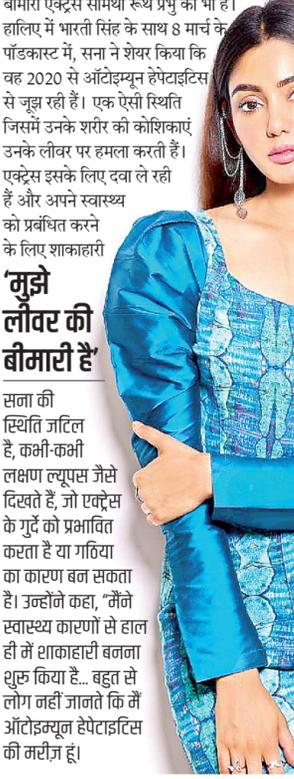 बीमारी एक्ट्रेस सामंथा रूथ प्रभु को भी है।
हालिए में भारती सिंह के साथ 8 मार्च के
पॉडकास्ट में, सना ने शेयर किया कि
वह 2020 से ऑटोइम्यून हेपेटाइटिस
से जूझ रही हैं। एक ऐसी स्थिति
जिसमें उनके शरीर की कोशिकाएं
उनके लीवर पर हमला करती हैं।
एक्ट्रेस इसके लिए दवा ले रही
हैं और अपने स्वास्थ्य
को प्रबंधित करने
के लिए शाकाहारी
‘मुझे
लीवर की
बीमारी है’
सना की
स्थिति जटिल
है, कभी-कभी
लक्षण ल्यूपस जैसे
दिखते हैं, जो एक्ट्रेस
के गुर्दे को प्रभावित
करता है या गठिया
का कारण बन सकता
है। उन्होंने कहा, “मैंने
स्वास्थ्य कारणों से हाल
ही में शाकाहारी बनना
शुरू किया है... बहुत से
लोग नहीं जानते कि मैं
ऑटोइम्यून हेपेटाइटिस
की मरीज़ हूं।